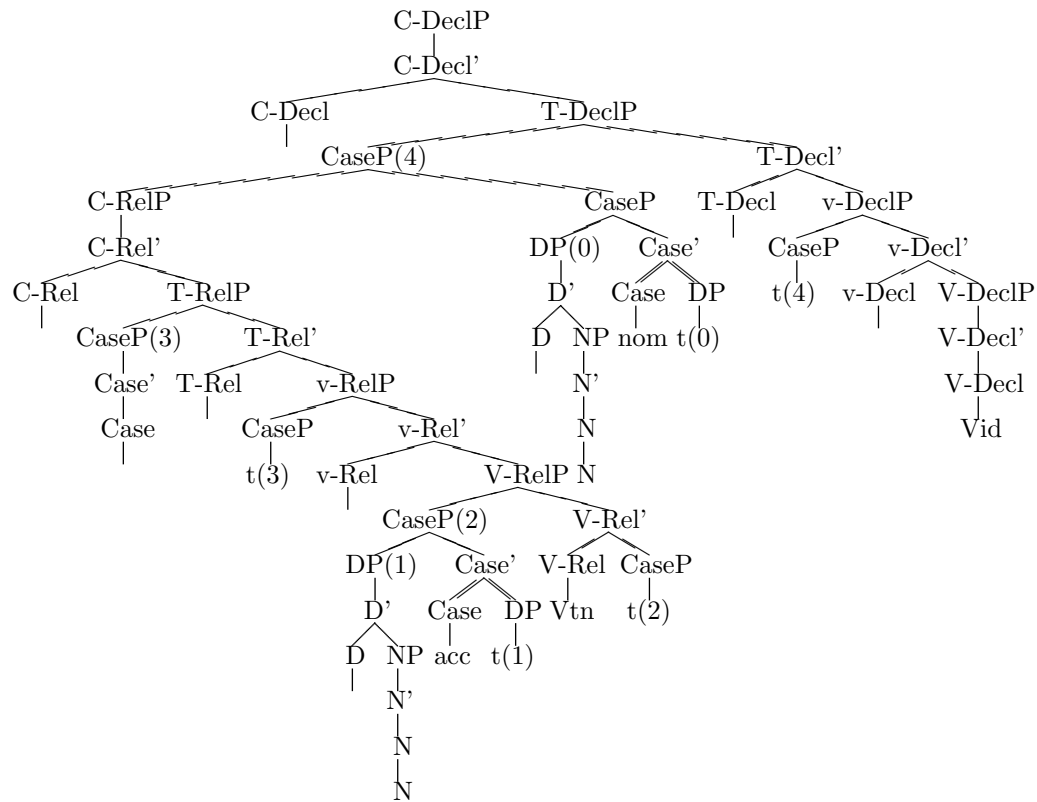 C-DeclP
C-Decl'
C-Decl T-DeclP
CaseP(4) T-Decl'
C-RelP CaseP T-Decl v-DeclP
C-Rel' DP(0) Case' CaseP v-Decl'
C-Rel T-RelP D' Case DP t(4) v-Decl V-DeclP
CaseP(3) T-Rel' D NP nom t(0) V-Decl'
Case' T-Rel v-RelP N' V-Decl
Case CaseP v-Rel' N Vid
t(3) v-Rel V-RelP N
CaseP(2) V-Rel'
DP(1) Case' V-Rel CaseP
D' Case DP Vtn t(2)
D NP acc t(1)
N'
N
N